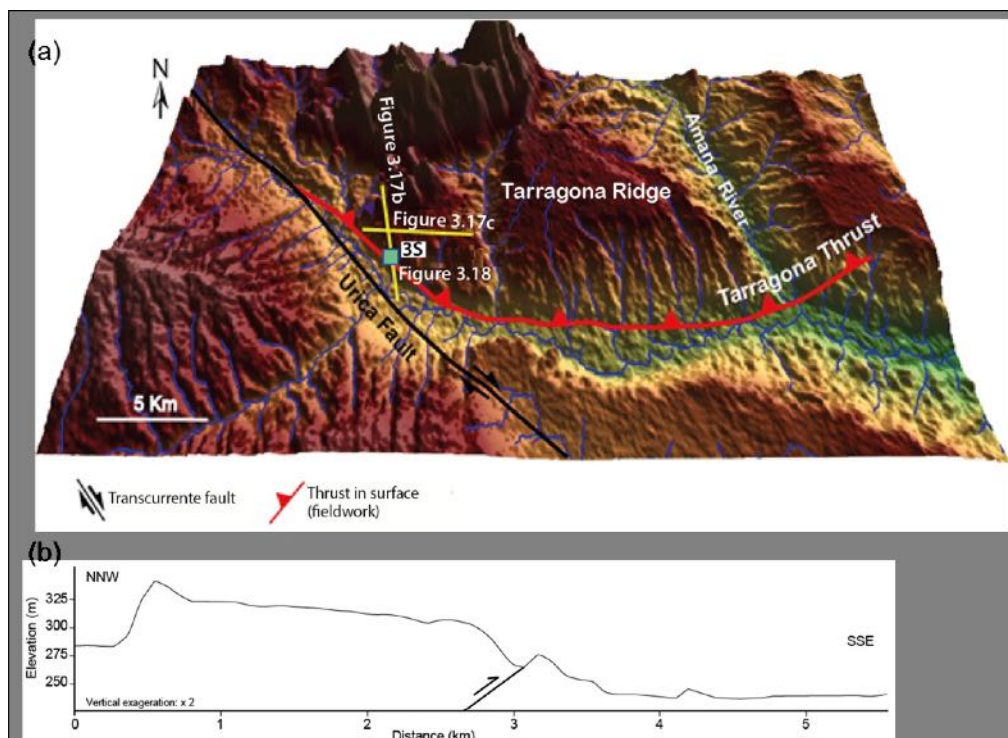 (a)
N
Figure 3.17b
Figure 3.17c
3S
Figure 3.18
Tarragona Ridge
Amana River
Tarragona Thrust
Urica Fault
5 Km
Transcurrente fault
Thrust in surface
(fieldwork)
(b)
NNW
SSE
Elevation (m)
325
300
275
250
Vertical exageration: x 2
0
1
2
3
4
5
Distance (km)